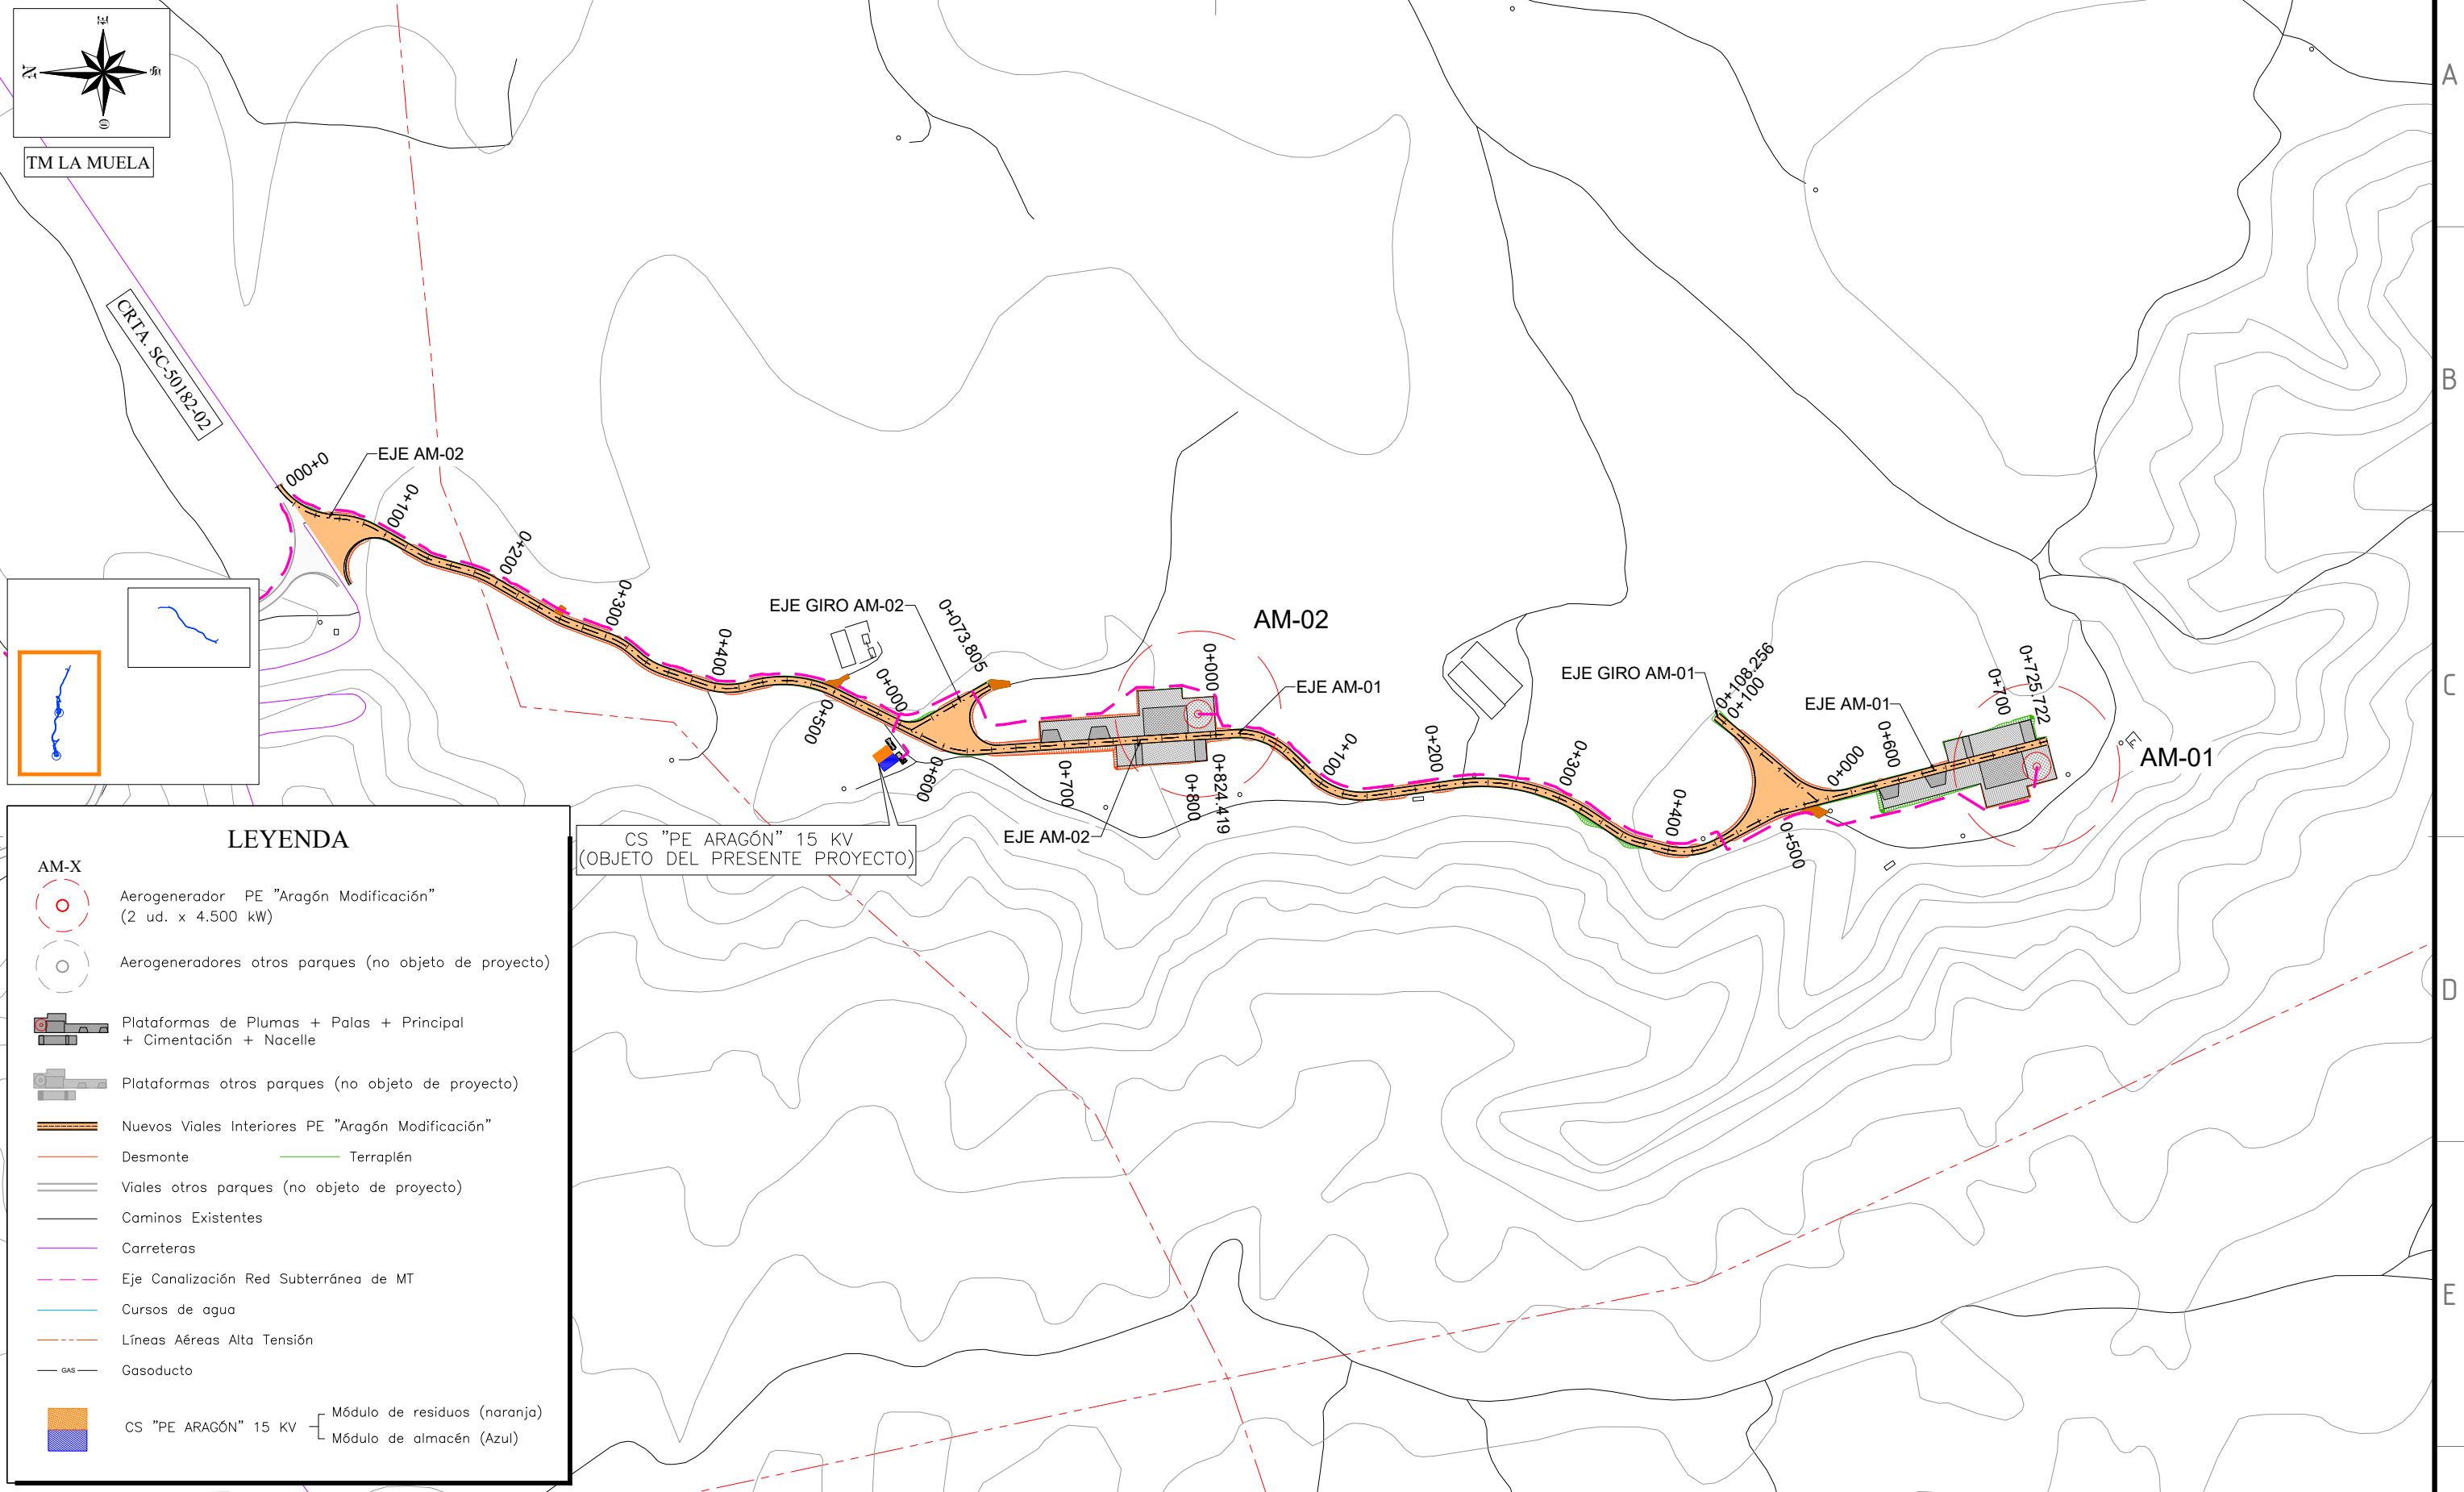 N
E
S
O
TM LA MUELA
CRTA. SC-50182-02
0+000
EJE AM-02
0+100
0+200
0+300
0+400
0+500
EJE GIRO AM-02
0+000
0+073.805
0+600
0+700
0+800
0+824.419
EJE AM-02
AM-02
0+000
EJE AM-01
0+100
0+200
0+300
0+400
0+500
EJE GIRO AM-01
0+108.256
0+100
0+000
EJE AM-01
0+600
0+700
0+725.722
AM-01
CS "PE ARAGÓN" 15 KV
(OBJETO DEL PRESENTE PROYECTO)
LEYENDA
AM-X
Aerogenerador PE "Aragón Modificación"
(2 ud. x 4.500 kW)
Aerogeneradores otros parques (no objeto de proyecto)
Plataformas de Plumas + Palas + Principal
+ Cimentación + Nacelle
Plataformas otros parques (no objeto de proyecto)
Nuevos Viales Interiores PE "Aragón Modificación"
Desmonte
Terraplén
Viales otros parques (no objeto de proyecto)
Caminos Existentes
Carreteras
Eje Canalización Red Subterránea de MT
Cursos de agua
Líneas Aéreas Alta Tensión
GAS
Gasoducto
CS "PE ARAGÓN" 15 KV
Módulo de residuos (naranja)
Módulo de almacén (Azul)
A
B
C
D
E